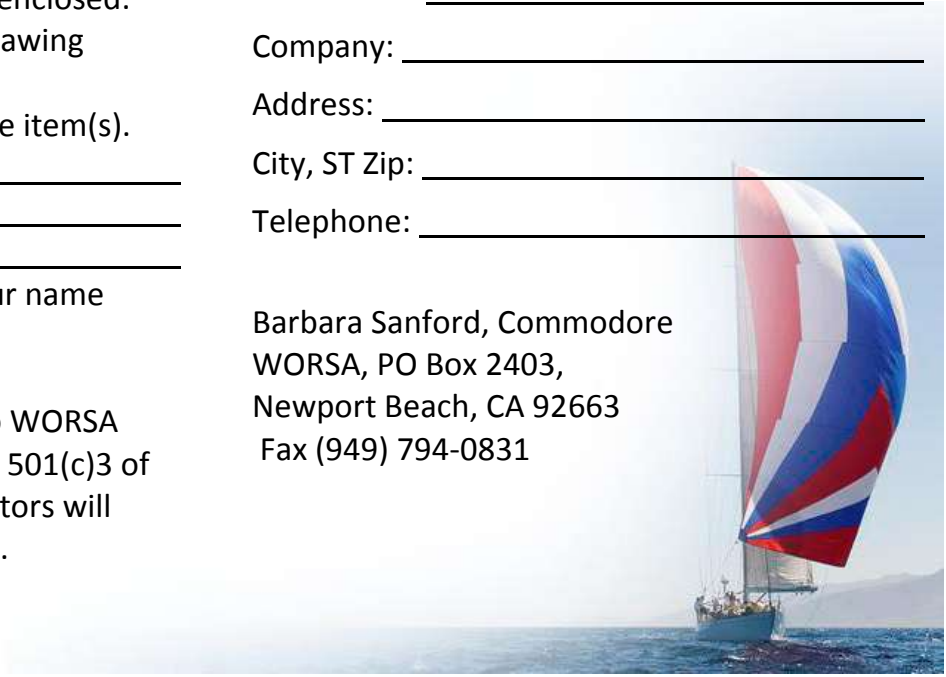 enclosed.
awing
e item(s).
ur name
WORSA
501(c)3 of
tors will
.
Company:
Address:
City, ST Zip:
Telephone:
Barbara Sanford, Commodore
WORSA, PO Box 2403,
Newport Beach, CA 92663
Fax (949) 794-0831